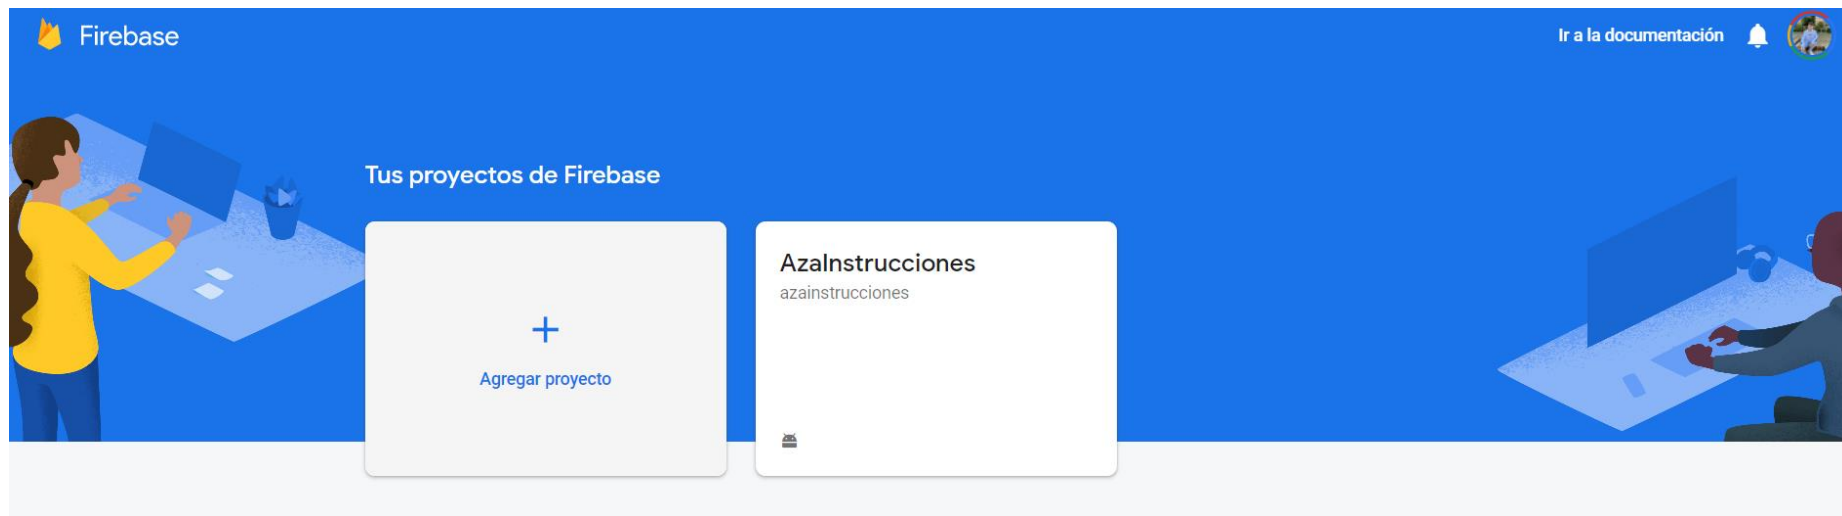 Firebase
Ir a la documentación
Tus proyectos de Firebase
Agregar proyecto
AzaInstrucciones
azainstrucciones